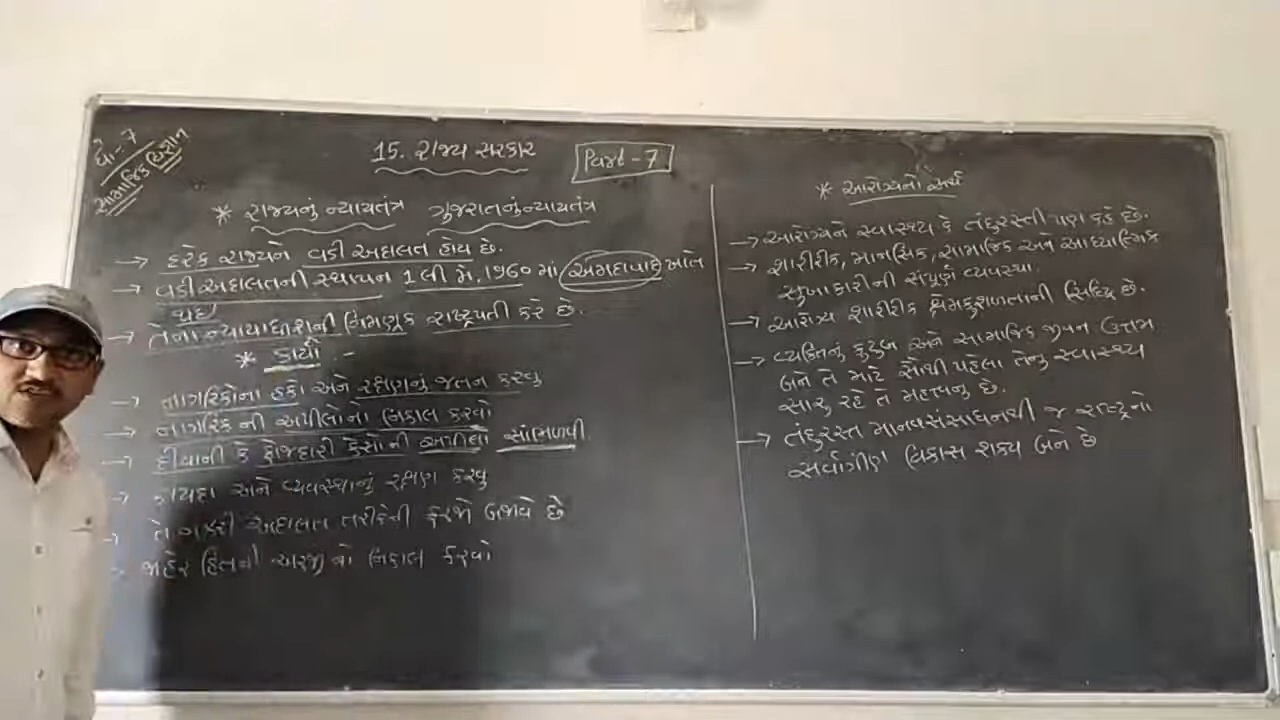 ધો-7
સામાજિક વિજ્ઞાન
15. રાજ્ય સરકાર
Part-7
* રાજ્યનું ન્યાયતંત્ર ગુજરાતનું ન્યાયતંત્ર
→ દરેક રાજ્યને વડી અદાલત હોય છે.
→ વડી અદાલતની સ્થાપના 1 લી મે, 1960 માં અમદાવાદ ખાતે
થઇ
→ તેના ન્યાયાધીશની નિમણૂક રાષ્ટ્રપતી કરે છે.
* કાર્યો :-
→ નાગરિકોના હકો અને રક્ષણનું જતન કરવુ
→ નાગરિક ની અપીલોનો નિકાલ કરવો
→ દીવાની કે ફોજદારી કેસોની અપીલો સાંભળવી.
→ કાયદા અને વ્યવસ્થાનું રક્ષણ કરવુ
→ તે નજીરી અદાલત તરીકેની ફરજો બજાવે છે
→ જાહેર હિતની અરજીનો નિકાલ કરવો
* આરોગ્યનો અર્થ
→ આરોગ્યને સ્વાસ્થ્ય કે તંદુરસ્તી પણ કહે છે.
→ શારીરીક, માનસિક, સામાજિક અને આધ્યાત્મિક
સુખાકારીની સંપૂર્ણ વ્યવસ્થા.
→ આરોગ્ય શારીરીક ક્ષેમકુશળતાની સિદ્ધિ છે.
→ વ્યક્તિનું કુટુંબ અને સામાજિક જીવન ઉત્તમ
બને તે માટે સૌથી પહેલા તેનુ સ્વાસ્થ્ય
સારુ રહે તે મહત્વનુ છે.
→ તંદુરસ્ત માનવસંસાધનથી જ રાષ્ટ્રનો
સર્વાગીણ વિકાસ શક્ય બને છે